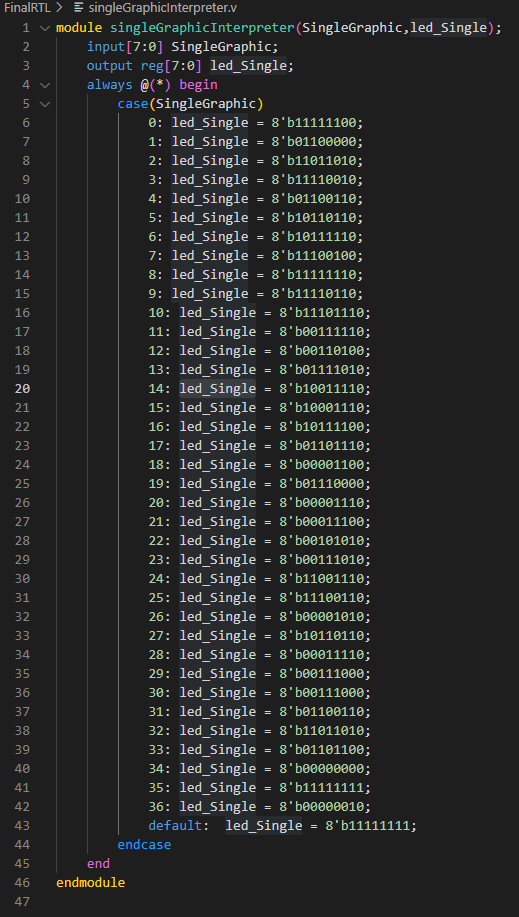 FinalRTL > singleGraphicInterpreter.v
1 module singleGraphicInterpreter(SingleGraphic,led_Single);
2     input[7:0] SingleGraphic;
3     output reg[7:0] led_Single;
4     always @(*) begin
5         case(SingleGraphic)
6             0: led_Single = 8'b11111100;
7             1: led_Single = 8'b01100000;
8             2: led_Single = 8'b11011010;
9             3: led_Single = 8'b11110010;
10             4: led_Single = 8'b01100110;
11             5: led_Single = 8'b10110110;
12             6: led_Single = 8'b10111110;
13             7: led_Single = 8'b11100100;
14             8: led_Single = 8'b11111110;
15             9: led_Single = 8'b11110110;
16             10: led_Single = 8'b11101110;
17             11: led_Single = 8'b00111110;
18             12: led_Single = 8'b00110100;
19             13: led_Single = 8'b01111010;
20             14: led_Single = 8'b10011110;
21             15: led_Single = 8'b10001110;
22             16: led_Single = 8'b10111100;
23             17: led_Single = 8'b01101110;
24             18: led_Single = 8'b00001100;
25             19: led_Single = 8'b01110000;
26             20: led_Single = 8'b00001110;
27             21: led_Single = 8'b00011100;
28             22: led_Single = 8'b00101010;
29             23: led_Single = 8'b00111010;
30             24: led_Single = 8'b11001110;
31             25: led_Single = 8'b11100110;
32             26: led_Single = 8'b00001010;
33             27: led_Single = 8'b10110110;
34             28: led_Single = 8'b00011110;
35             29: led_Single = 8'b00111000;
36             30: led_Single = 8'b00111000;
37             31: led_Single = 8'b01100110;
38             32: led_Single = 8'b11011010;
39             33: led_Single = 8'b01101100;
40             34: led_Single = 8'b00000000;
41             35: led_Single = 8'b11111111;
42             36: led_Single = 8'b00000010;
43             default:  led_Single = 8'b11111111;
44         endcase
45     end
46 endmodule
47